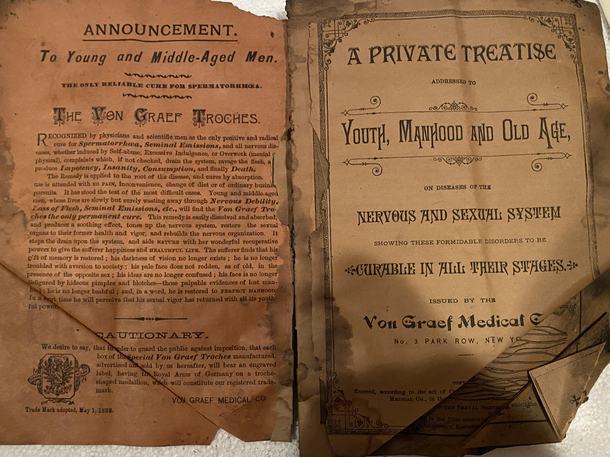 ANNOUNCEMENT.
To Young and Middle-Aged Men.
THE ONLY RELIABLE CURE FOR SPERMATORRHŒA.
THE VON GRAEF TROCHES.
RECOGNIZED by physicians and scientific men as the only positive and radical
cure for Spermatorrhœa, Seminal Emissions, and all nervous dis-
eases, whether induced by Self-abuse, Excessive Indulgence, or Overwork (mental
physical), complaints which, if not checked, drain the system, ravage the flesh, a
produce Impotency, Insanity, Consumption, and finally Death.
The Remedy is applied to the root of the disease, and cures by absorption.
use is attended with no PAIN, inconvenience, change of diet or of ordinary busine
pursuits. It has stood the test of the most difficult cases. Young and middle-aged
men, whose lives are slowly but surely wasting away through Nervous Debility,
Loss of Flesh, Seminal Emissions, etc., will find the Von Graef Tro-
ches the only permanent cure. This remedy is easily dissolved and absorbed,
and produces a soothing effect, tones up the nervous system, restore the sexual
organs to their former health and vigor, and rebuilds the nervous organization. It
stops the drain upon the system, and aids NATURE with her wonderful recuperative
powers to give the sufferer happiness and HEALTHFUL LIFE. The sufferer finds that his
gift of memory is restored; his darkness of vision no longer exists; he is no longer
troubled with aversion to society; his pale face does not redden, as of old, in the
presence of the opposite sex; his ideas are no longer confused; his face is no longer
disfigured by hideous pimples and blotches—those palpable evidences of lost man-
hood; he is no longer bashful; and, in a word, he is restored to PERFECT MANHOOD.
In a short time he will perceive that his sexual vigor has returned with all its youth-
ful power.
CAUTIONARY.
We desire to say, that in order to guard the public against imposition, that each
box of the Special Von Graef Troches manufactured,
advertised and sold by us hereafter, will bear an engraved
label, having the Royal Arms of Germany on a troche-
shaped medallion, which will constitute our registered trade-
mark.
VON GRAEF MEDICAL CO
Trade Mark adopted, May 1, 1883.
A PRIVATE TREATISE
ADDRESSED TO
YOUTH, MANHOOD AND OLD AGE,
ON DISEASES OF THE
NERVOUS AND SEXUAL SYSTEM
SHOWING THESE FORMIDABLE DISORDERS TO BE
CURABLE IN ALL THEIR STAGES.
ISSUED BY THE
VON GRAEF MEDICAL C
No. 3 PARK ROW, NEW YO
Entered, according to the act of C
MEDICAL CO., in the